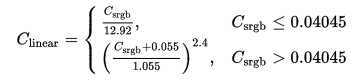 C_linear = { C_srgb / 12.92, C_srgb ≤ 0.04045
((C_srgb + 0.055) / 1.055)^2.4, C_srgb > 0.04045